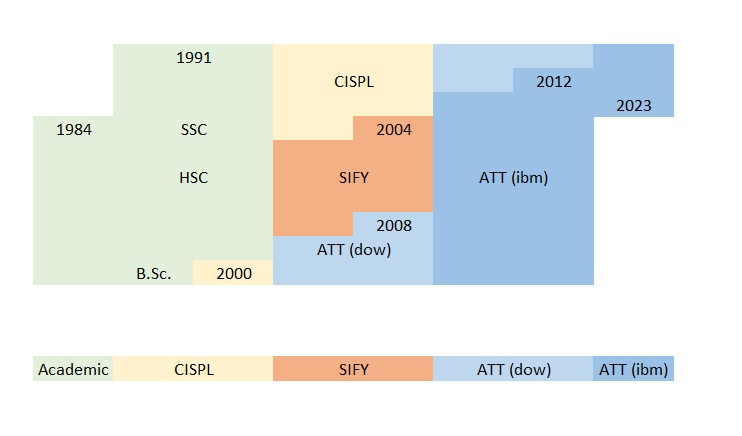 1991
CISPL
2012
2023
1984 SSC 2004
HSC SIFY ATT (ibm)
2008
ATT (dow)
B.Sc. 2000
Academic CISPL SIFY ATT (dow) ATT (ibm)